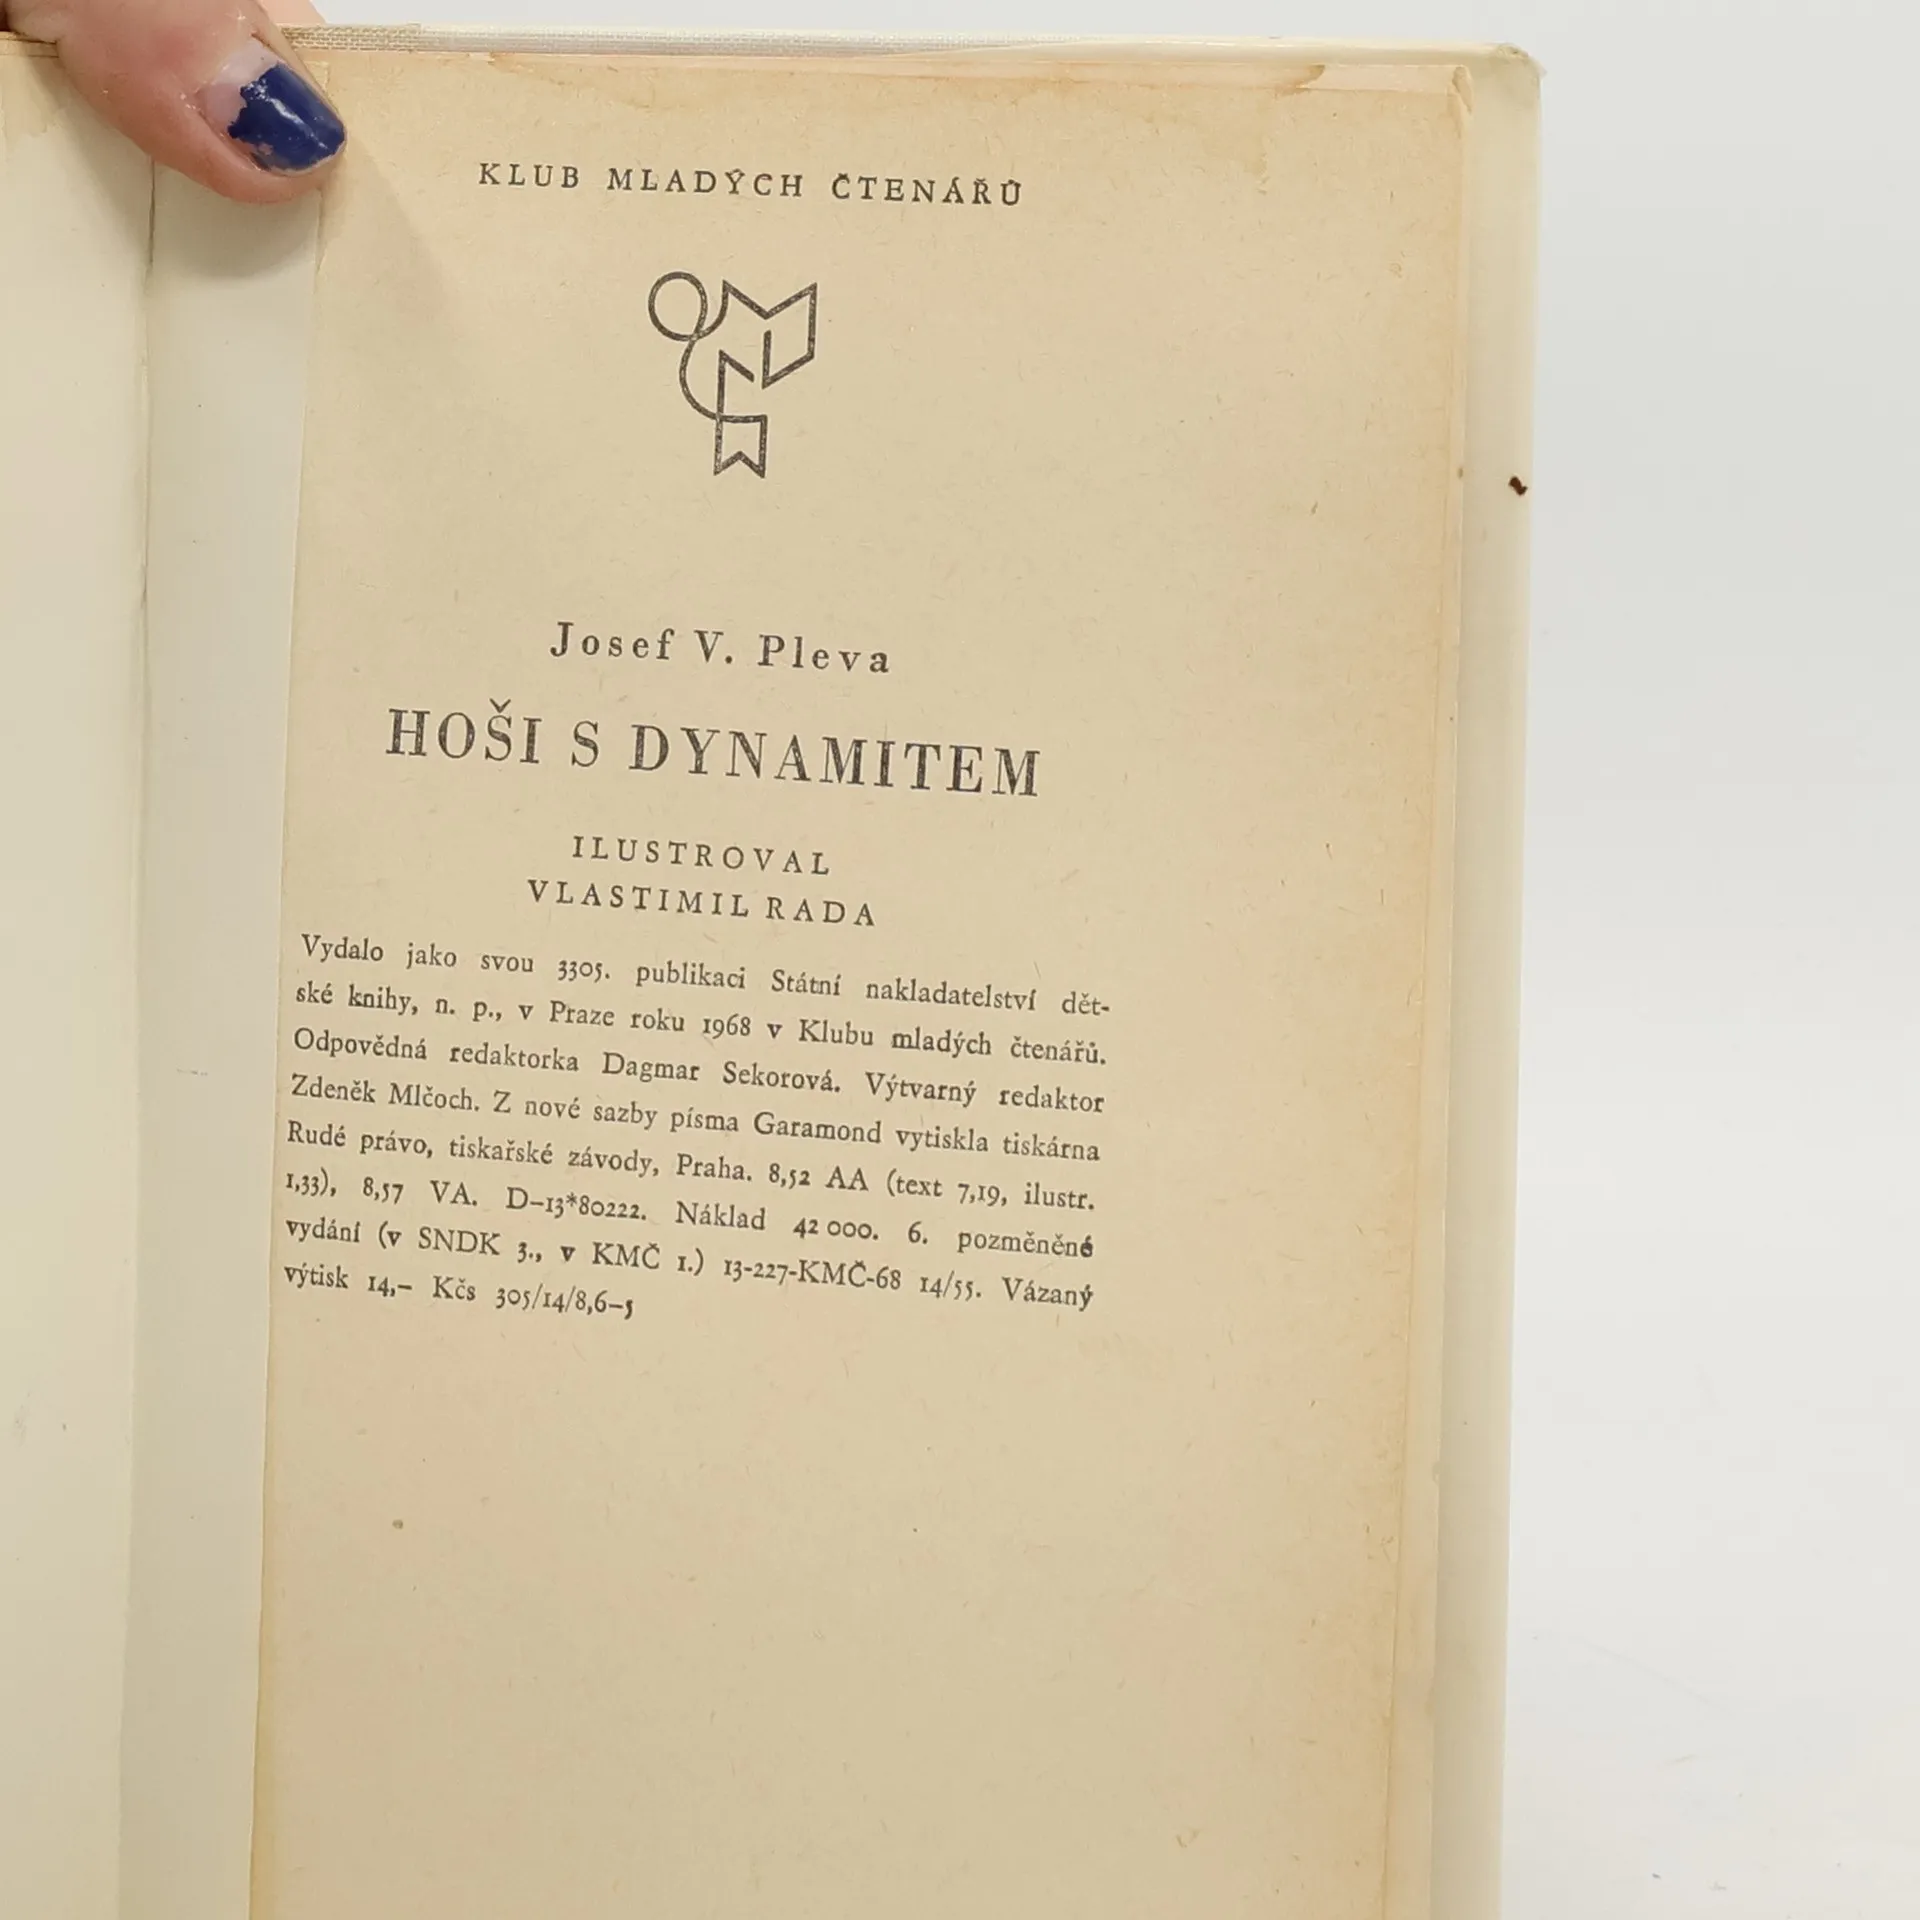 KLUB MLADÝCH ČTENÁŘŮ
Josef V. Pleva
HOŠI S DYNAMITEM
ILUSTROVAL
VLASTIMIL RADA
Vydalo jako svou 3305. publikaci Státní nakladatelství dět-
ské knihy, n. p., v Praze roku 1968 v Klubu mladých čtenářů.
Odpovědná redaktorka Dagmar Sekorová. Výtvarný redaktor
Zdeněk Mlčoch. Z nové sazby písma Garamond vytiskla tiskárna
Rudé právo, tiskařské závody, Praha. 8,52 AA (text 7,19, ilustr.
1,33), 8,57 VA. D–13*80222. Náklad 42 000. 6. pozměněné
vydání (v SNDK 3., v KMČ 1.) 13-227-KMČ-68 14/55. Vázaný
výtisk 14,– Kčs 305/14/8,6–5